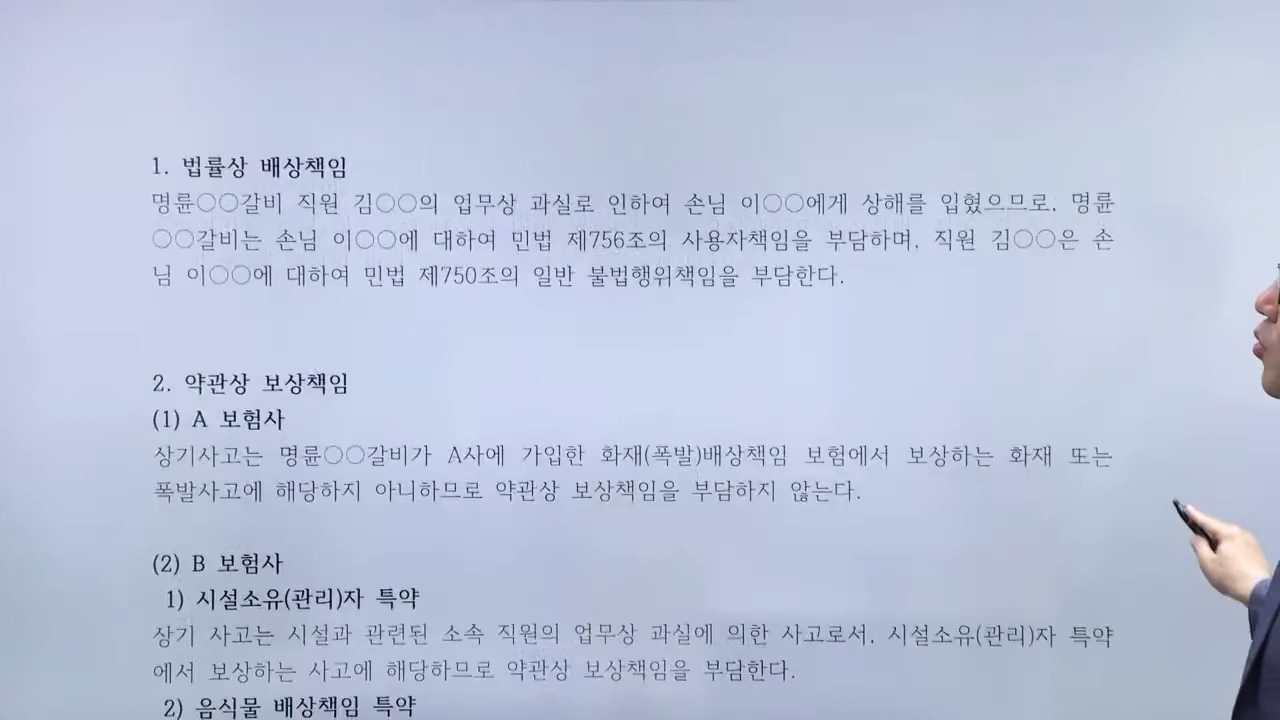 1. 법률상 배상책임
명륜○○갈비 직원 김○○의 업무상 과실로 인하여 손님 이○○에게 상해를 입혔으므로, 명륜
○○갈비는 손님 이○○에 대하여 민법 제756조의 사용자책임을 부담하며, 직원 김○○은 손
님 이○○에 대하여 민법 제750조의 일반 불법행위책임을 부담한다.
2. 약관상 보상책임
(1) A 보험사
상기사고는 명륜○○갈비가 A사에 가입한 화재(폭발)배상책임 보험에서 보상하는 화재 또는
폭발사고에 해당하지 아니하므로 약관상 보상책임을 부담하지 않는다.
(2) B 보험사
1) 시설소유(관리)자 특약
상기 사고는 시설과 관련된 소속 직원의 업무상 과실에 의한 사고로서, 시설소유(관리)자 특약
에서 보상하는 사고에 해당하므로 약관상 보상책임을 부담한다.
2) 음식물 배상책임 특약